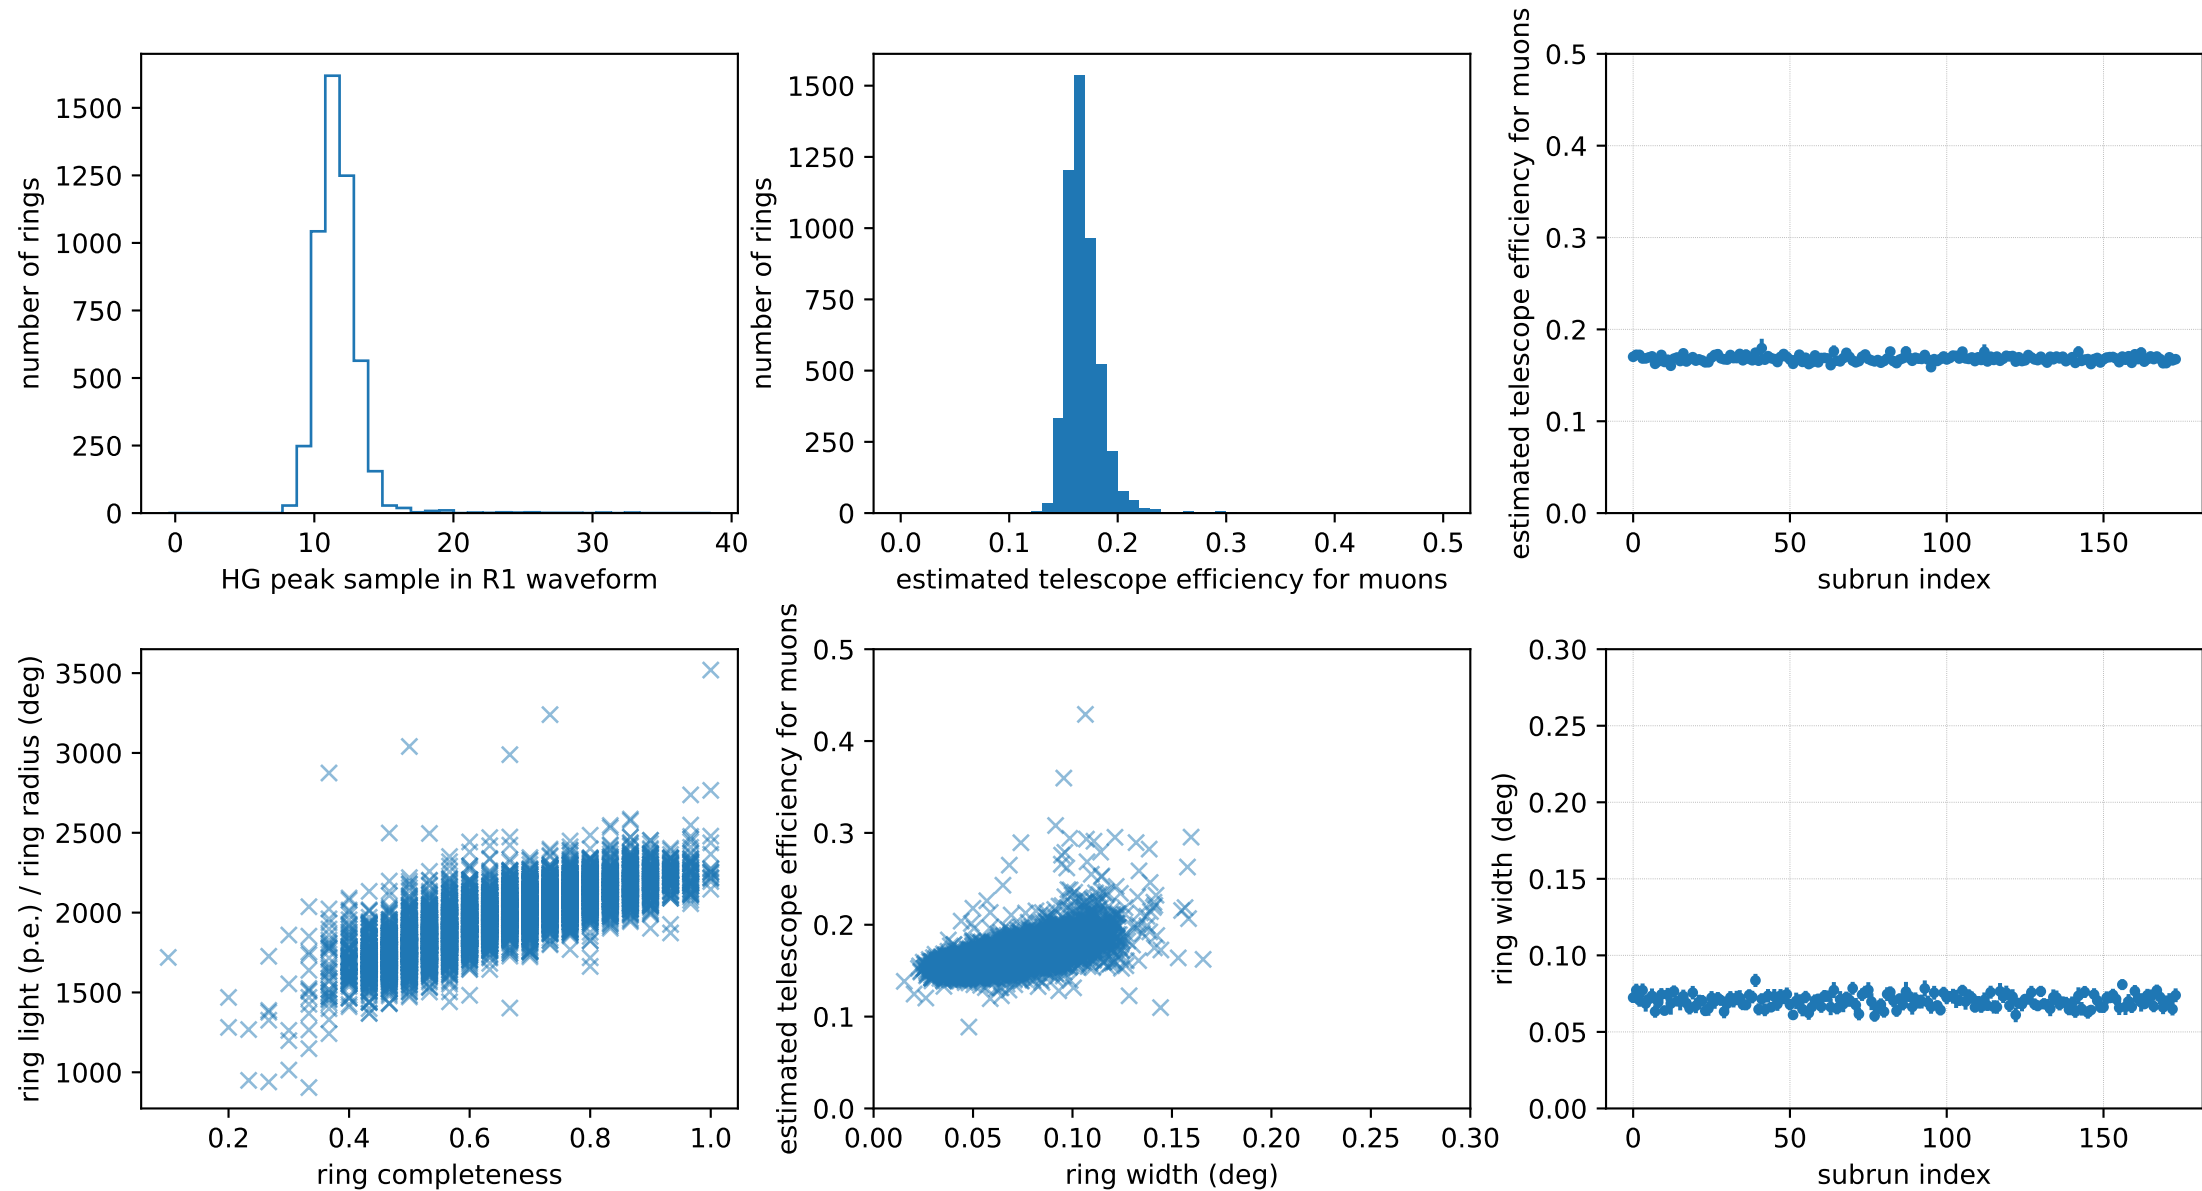 number of rings
1500
1250
1000
750
500
250
0
0 10 20 30 40
HG peak sample in R1 waveform
number of rings
1500
1250
1000
750
500
250
0
0.0 0.1 0.2 0.3 0.4 0.5
estimated telescope efficiency for muons
estimated telescope efficiency for muons
0.5
0.4
0.3
0.2
0.1
0.0
0 50 100 150
subrun index
ring light (p.e.) / ring radius (deg)
3500
3000
2500
2000
1500
1000
0.2 0.4 0.6 0.8 1.0
ring completeness
estimated telescope efficiency for muons
0.5
0.4
0.3
0.2
0.1
0.0
0.00 0.05 0.10 0.15 0.20 0.25 0.30
ring width (deg)
ring width (deg)
0.30
0.25
0.20
0.15
0.10
0.05
0.00
0 50 100 150
subrun index